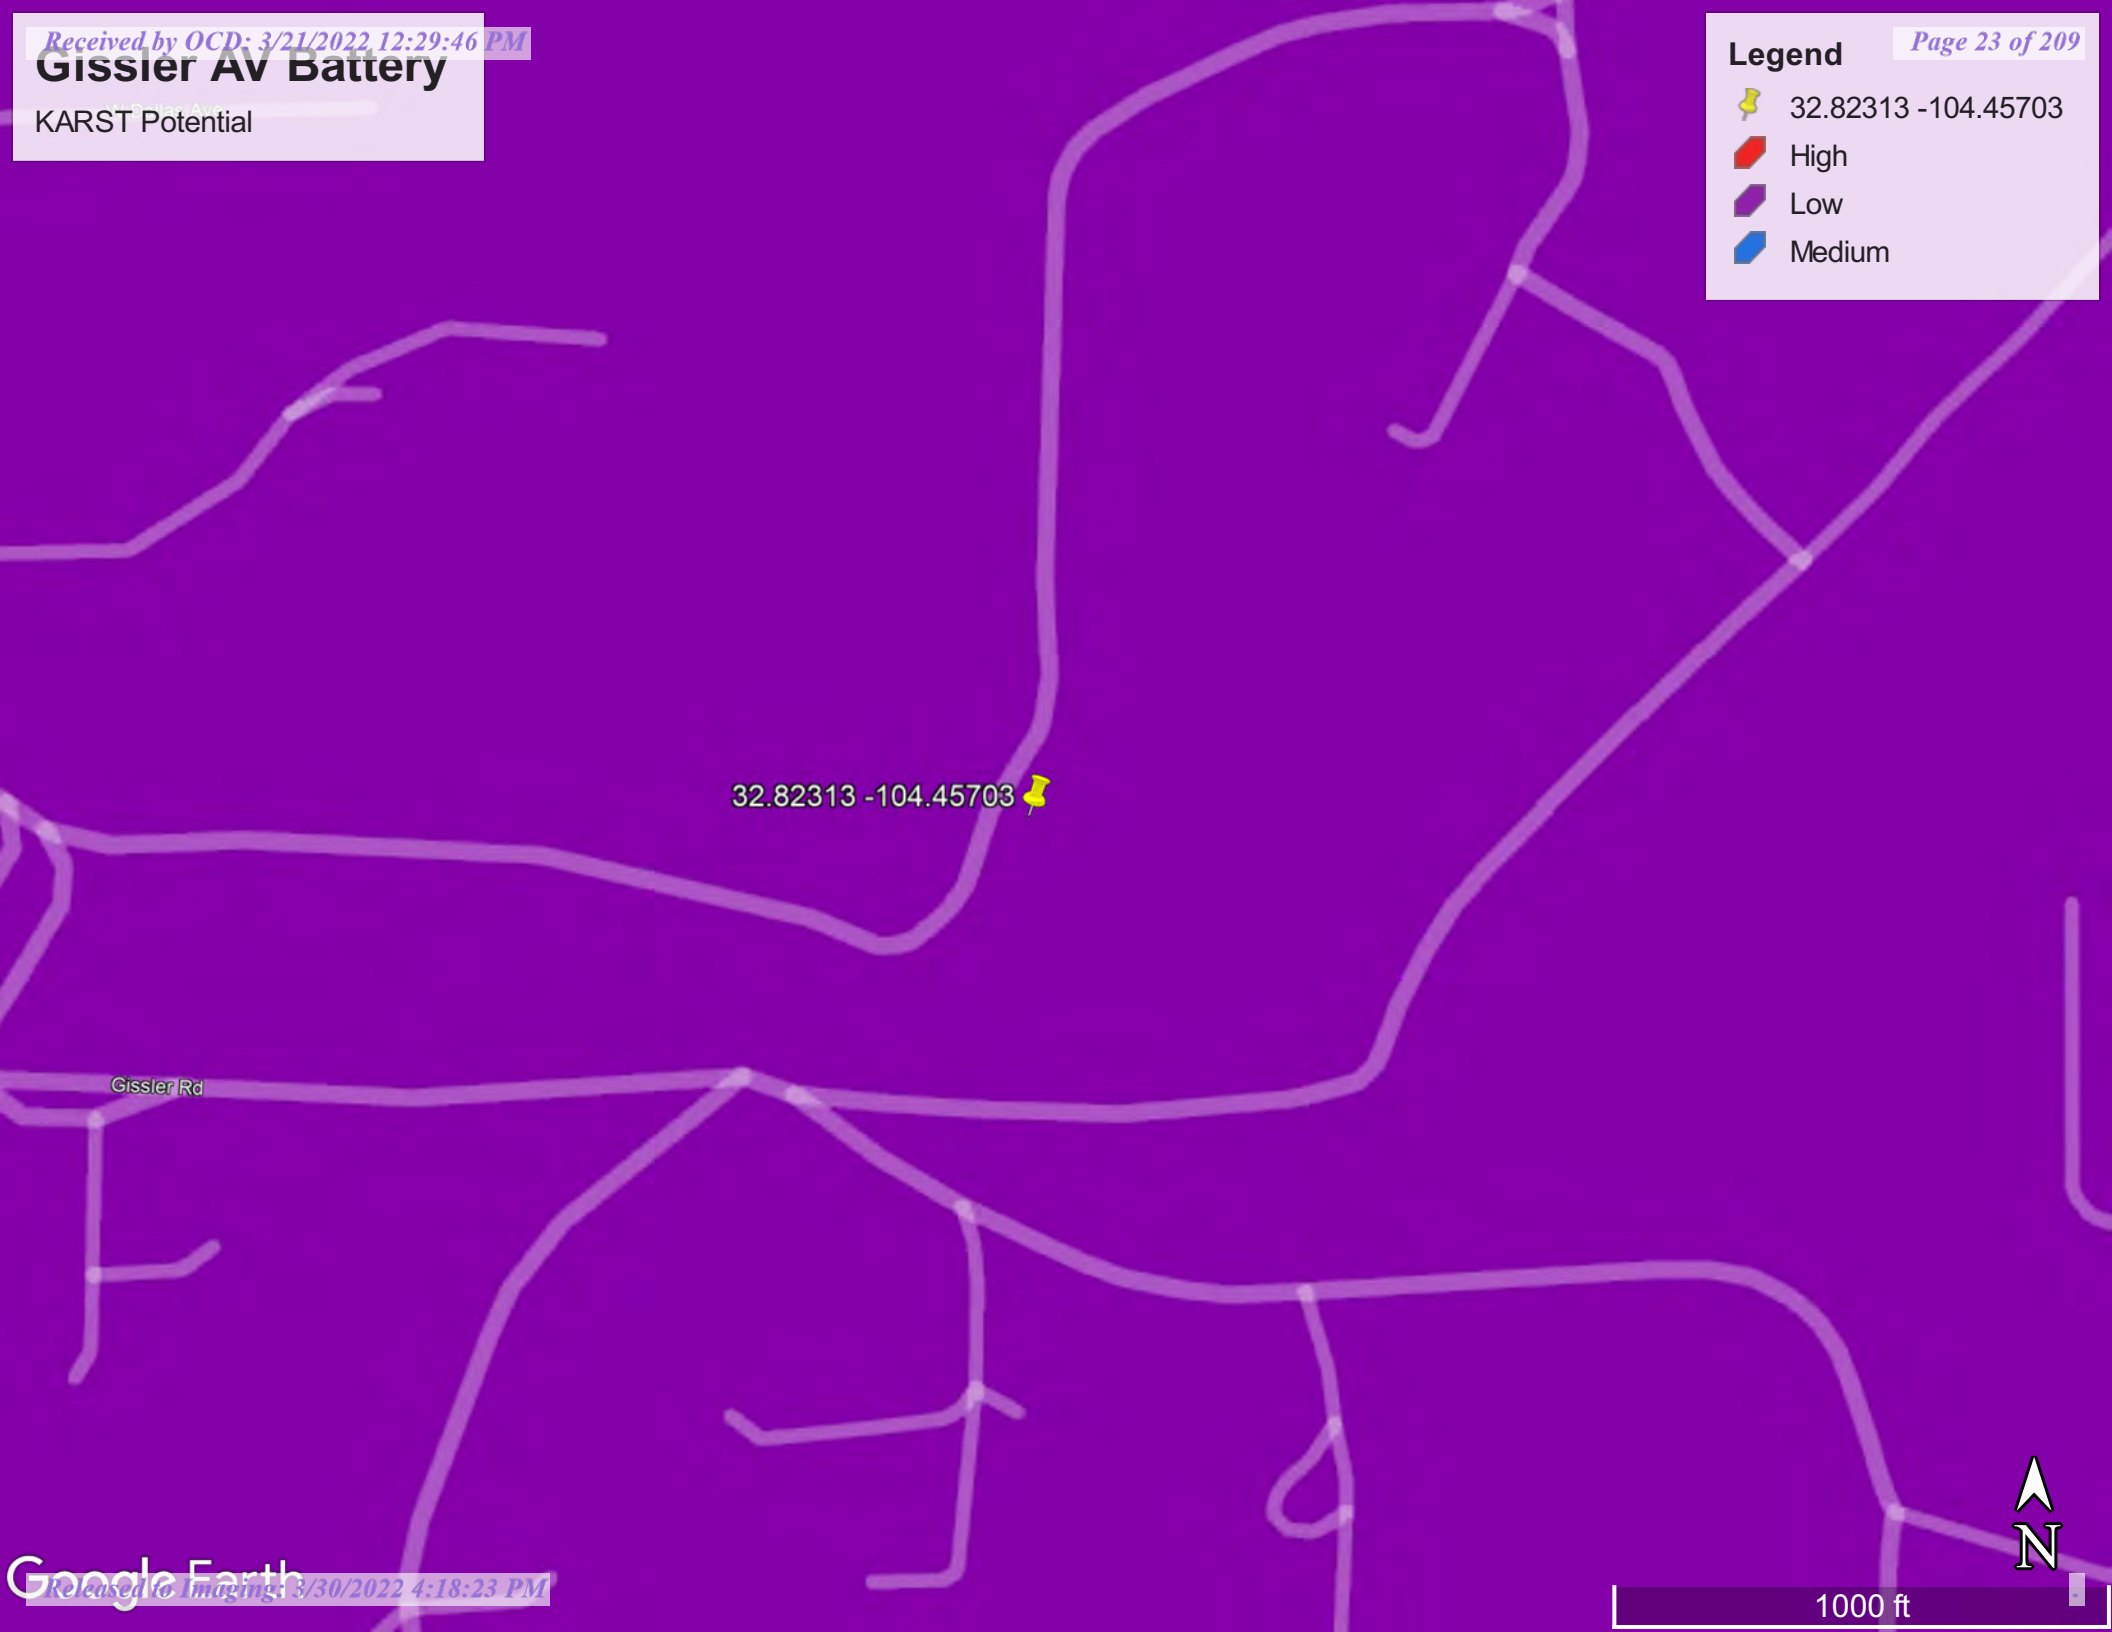 Received by OCD: 3/21/2022 12:29:46 PM
Page 23 of 209
Gissler AV Battery
W Dallas Ave
KARST Potential
Legend
32.82313 -104.45703
High
Low
Medium
32.82313 -104.45703
Gissler Rd
N
Google Earth
Released to Imaging: 3/30/2022 4:18:23 PM
1000 ft